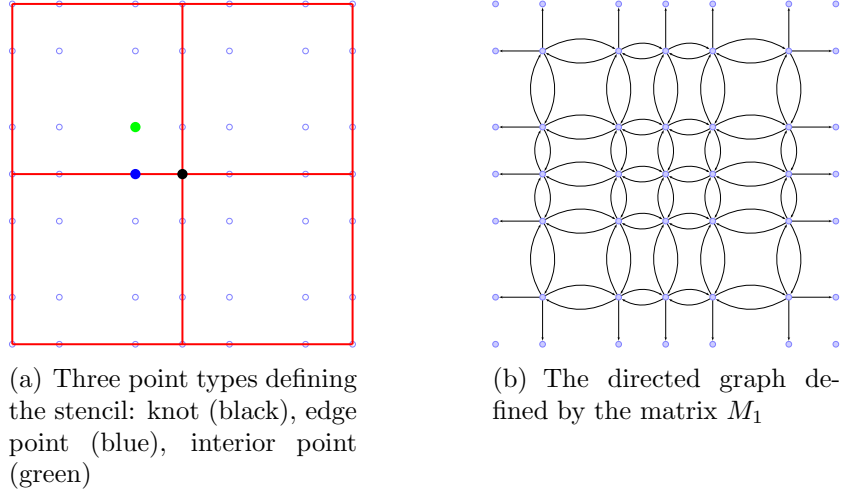 (a) Three point types defining
the stencil: knot (black), edge
point (blue), interior point
(green)
(b) The directed graph de-
fined by the matrix M₁